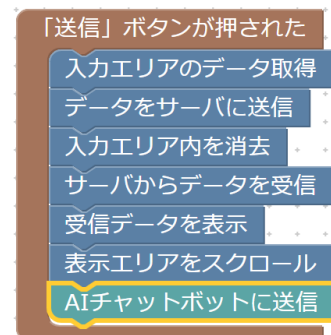 「送信」ボタンが押された
入力エリアのデータ取得
データをサーバに送信
入力エリア内を消去
サーバからデータを受信
受信データを表示
表示エリアをスクロール
AIチャットボットに送信